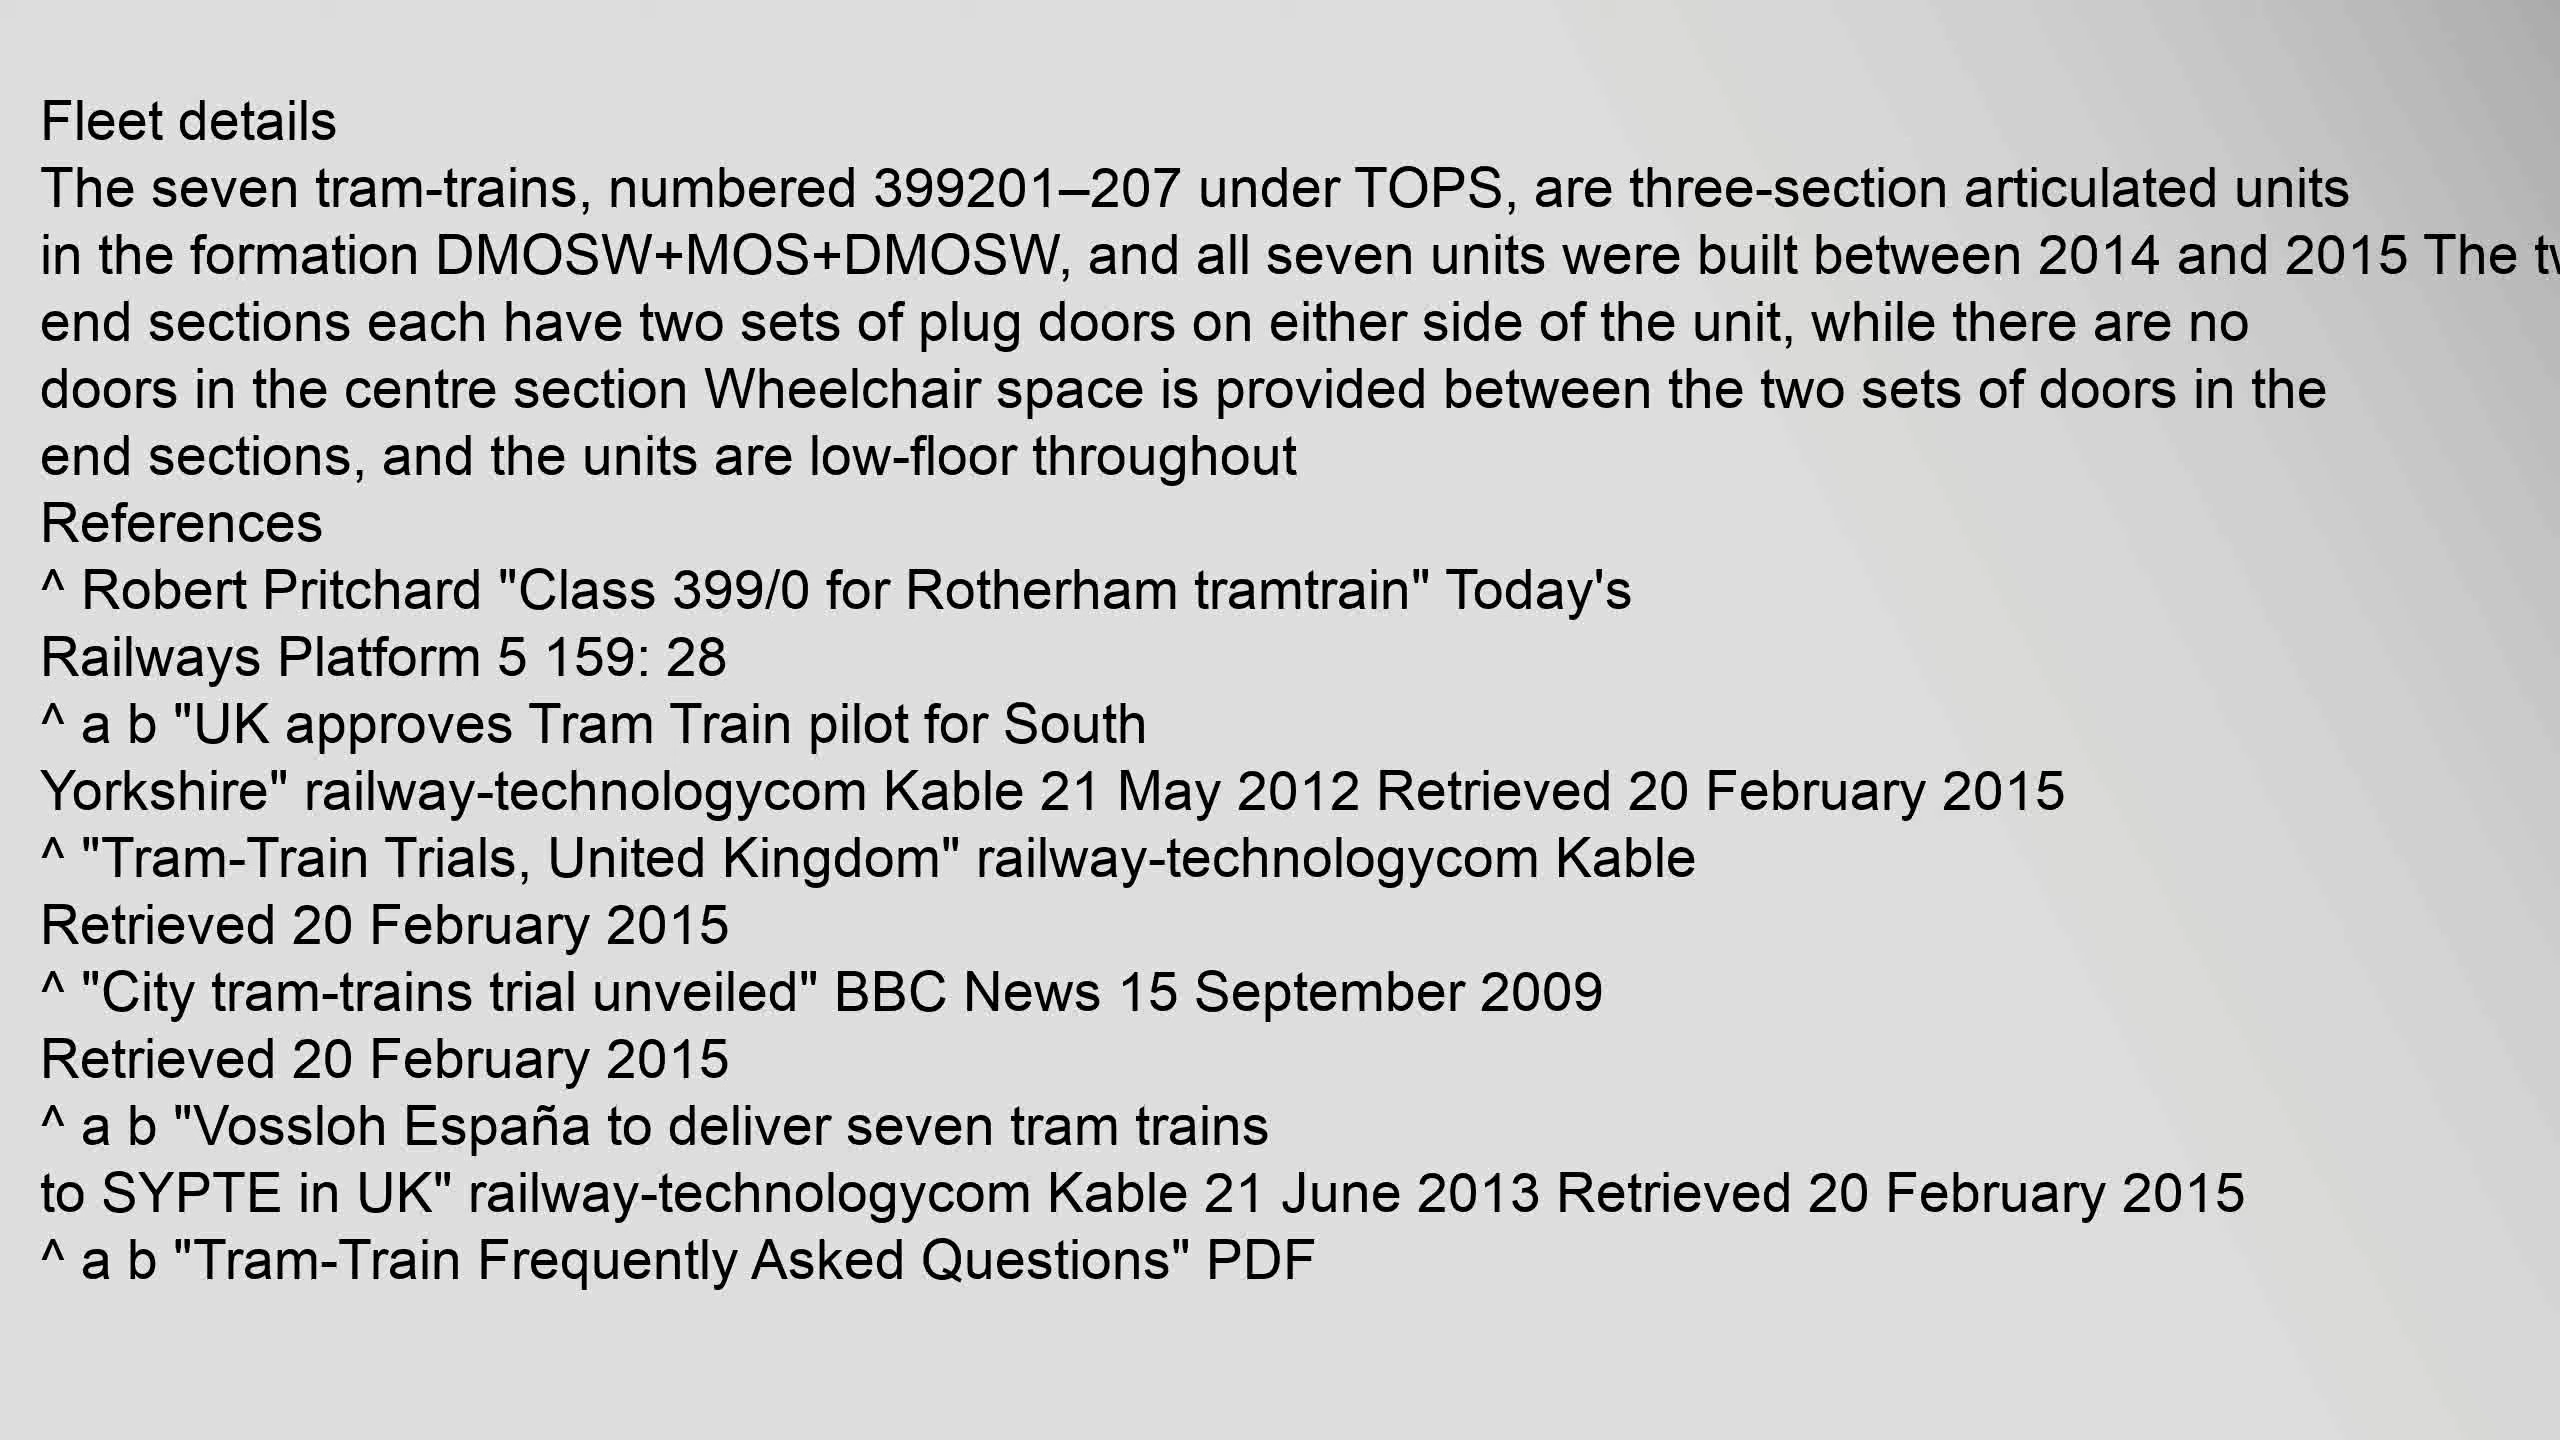 Fleet details
The seven tram-trains, numbered 399201–207 under TOPS, are three-section articulated units
in the formation DMOSW+MOS+DMOSW, and all seven units were built between 2014 and 2015 The
end sections each have two sets of plug doors on either side of the unit, while there are no
doors in the centre section Wheelchair space is provided between the two sets of doors in the
end sections, and the units are low-floor throughout
References
^ Robert Pritchard "Class 399/0 for Rotherham tramtrain" Today's
Railways Platform 5 159: 28
^ a b "UK approves Tram Train pilot for South
Yorkshire" railway-technologycom Kable 21 May 2012 Retrieved 20 February 2015
^ "Tram-Train Trials, United Kingdom" railway-technologycom Kable
Retrieved 20 February 2015
^ "City tram-trains trial unveiled" BBC News 15 September 2009
Retrieved 20 February 2015
^ a b "Vossloh España to deliver seven tram trains
to SYPTE in UK" railway-technologycom Kable 21 June 2013 Retrieved 20 February 2015
^ a b "Tram-Train Frequently Asked Questions" PDF